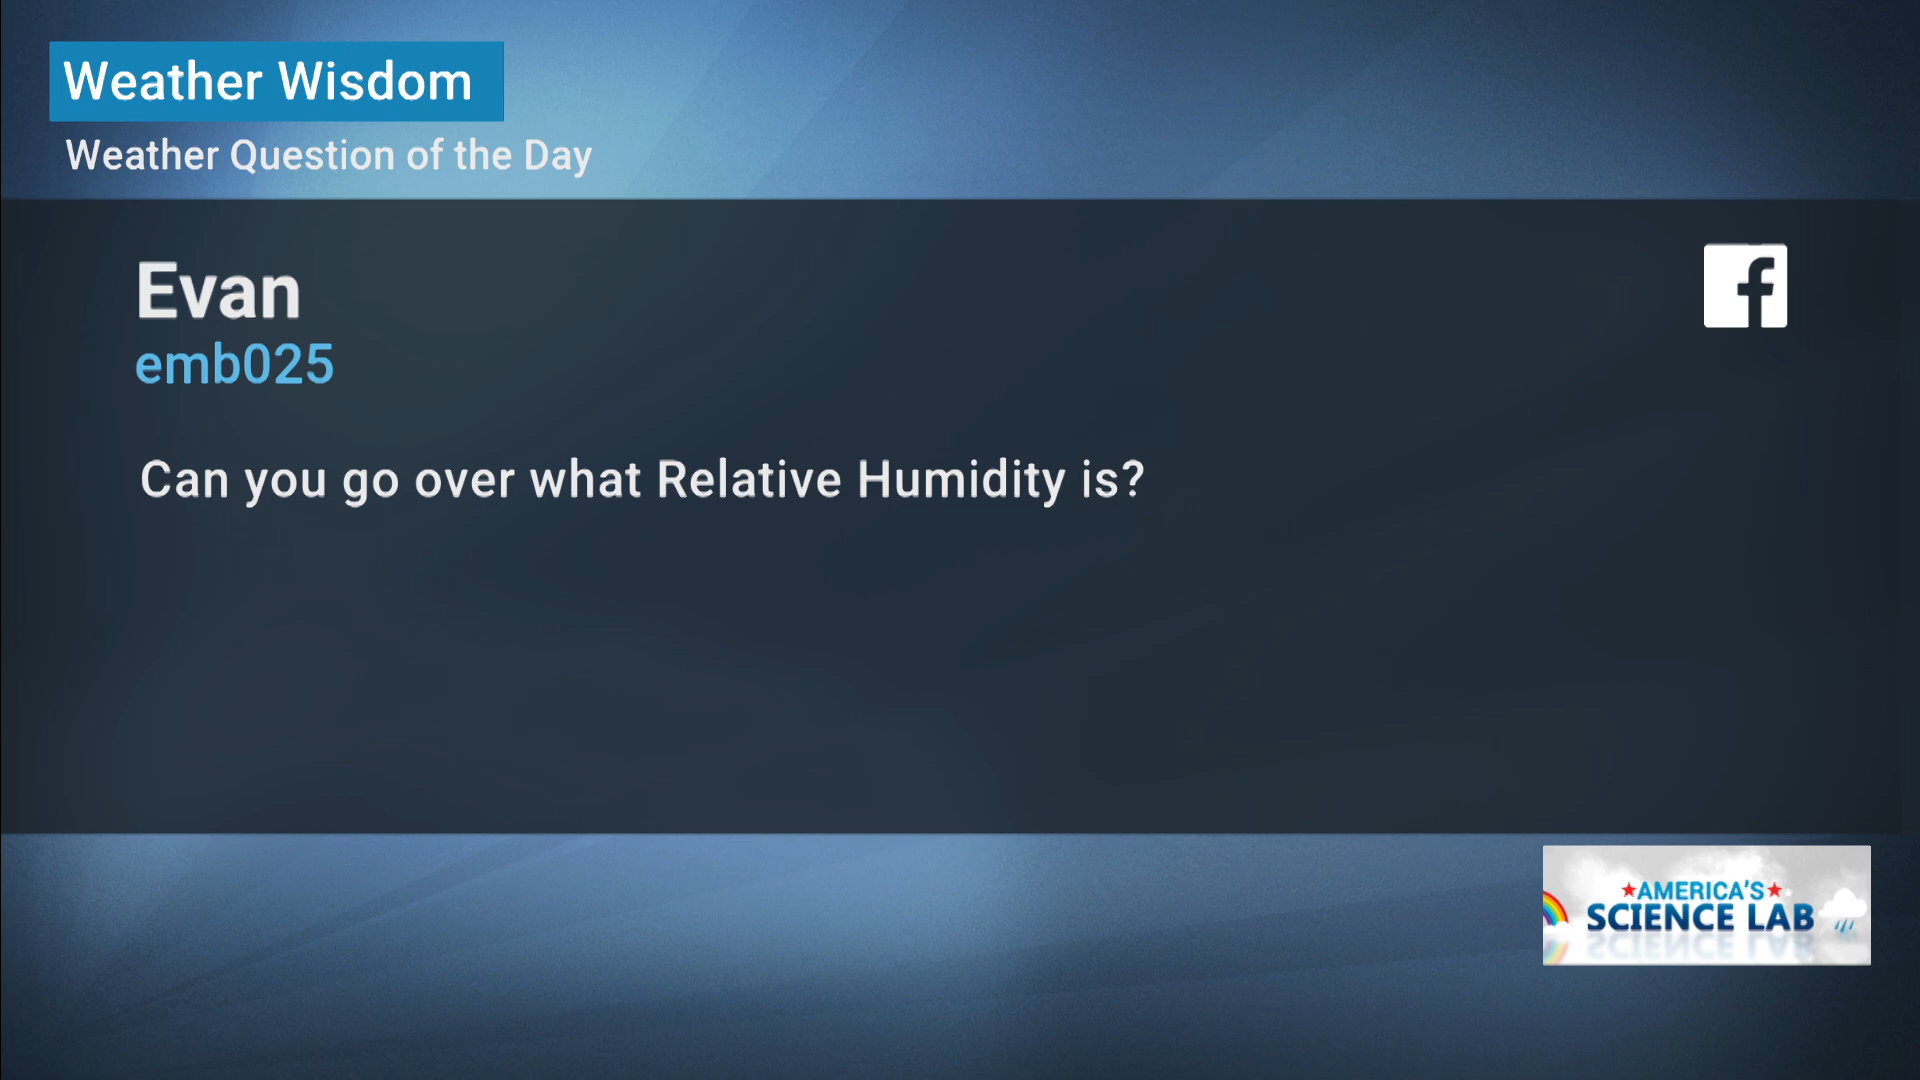 Weather Wisdom
Weather Question of the Day
Evan
emb025
Can you go over what Relative Humidity is?
AMERICA'S
SCIENCE LAB